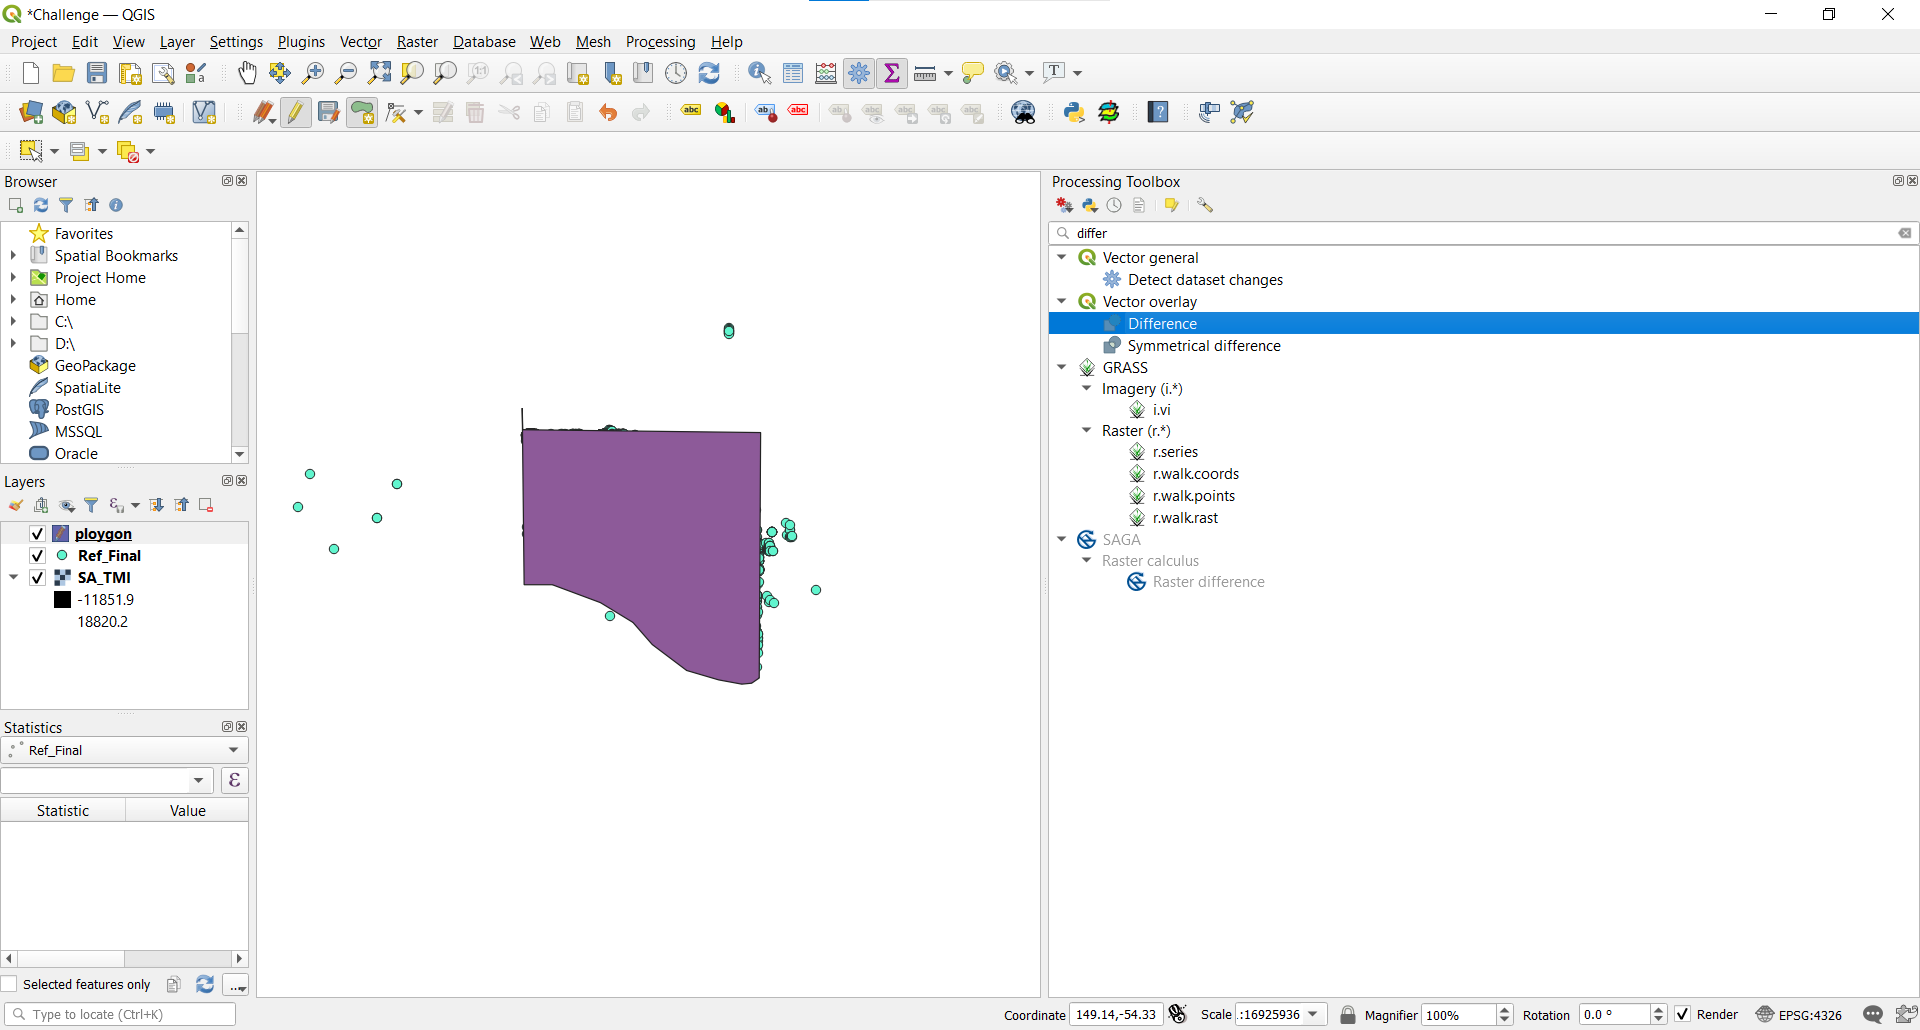 *Challenge — QGIS
Project Edit View Layer Settings Plugins Vector Raster Database Web Mesh Processing Help
Browser
Favorites
Spatial Bookmarks
Project Home
Home
C:\
D:\
GeoPackage
SpatiaLite
PostGIS
MSSQL
Oracle
Layers
ploygon
Ref_Final
SA_TMI
-11851.9
18820.2
Statistics
Ref_Final
ε
Statistic Value
Selected features only
Type to locate (Ctrl+K)
Processing Toolbox
differ
Vector general
Detect dataset changes
Vector overlay
Difference
Symmetrical difference
GRASS
Imagery (i.*)
i.vi
Raster (r.*)
r.series
r.walk.coords
r.walk.points
r.walk.rast
SAGA
Raster calculus
Raster difference
Coordinate 149.14,-54.33 Scale .:16925936 Magnifier 100% Rotation 0.0 ° Render EPSG:4326